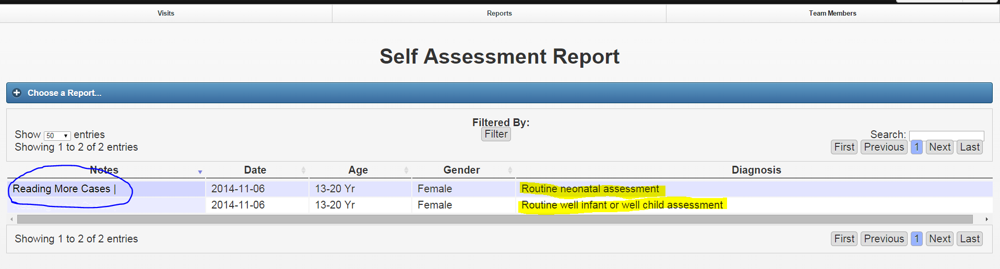 Visits Reports Team Members
Self Assessment Report
Choose a Report...
Filtered By:
Show 50 entries Filter Search:
Showing 1 to 2 of 2 entries First Previous 1 Next Last
Notes Date Age Gender Diagnosis
Reading More Cases | 2014-11-06 13-20 Yr Female Routine neonatal assessment
2014-11-06 13-20 Yr Female Routine well infant or well child assessment
Showing 1 to 2 of 2 entries First Previous 1 Next Last